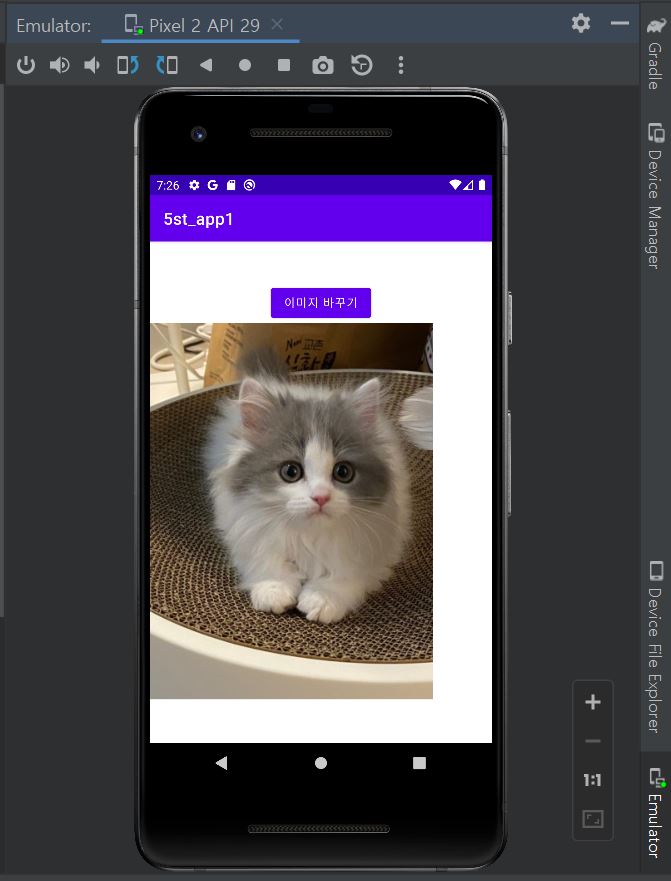 Emulator:
Pixel 2 API 29
Gradle
Device Manager
7:26
G
5st_app1
이미지 바꾸기
Device File Explorer
1:1
Emulator